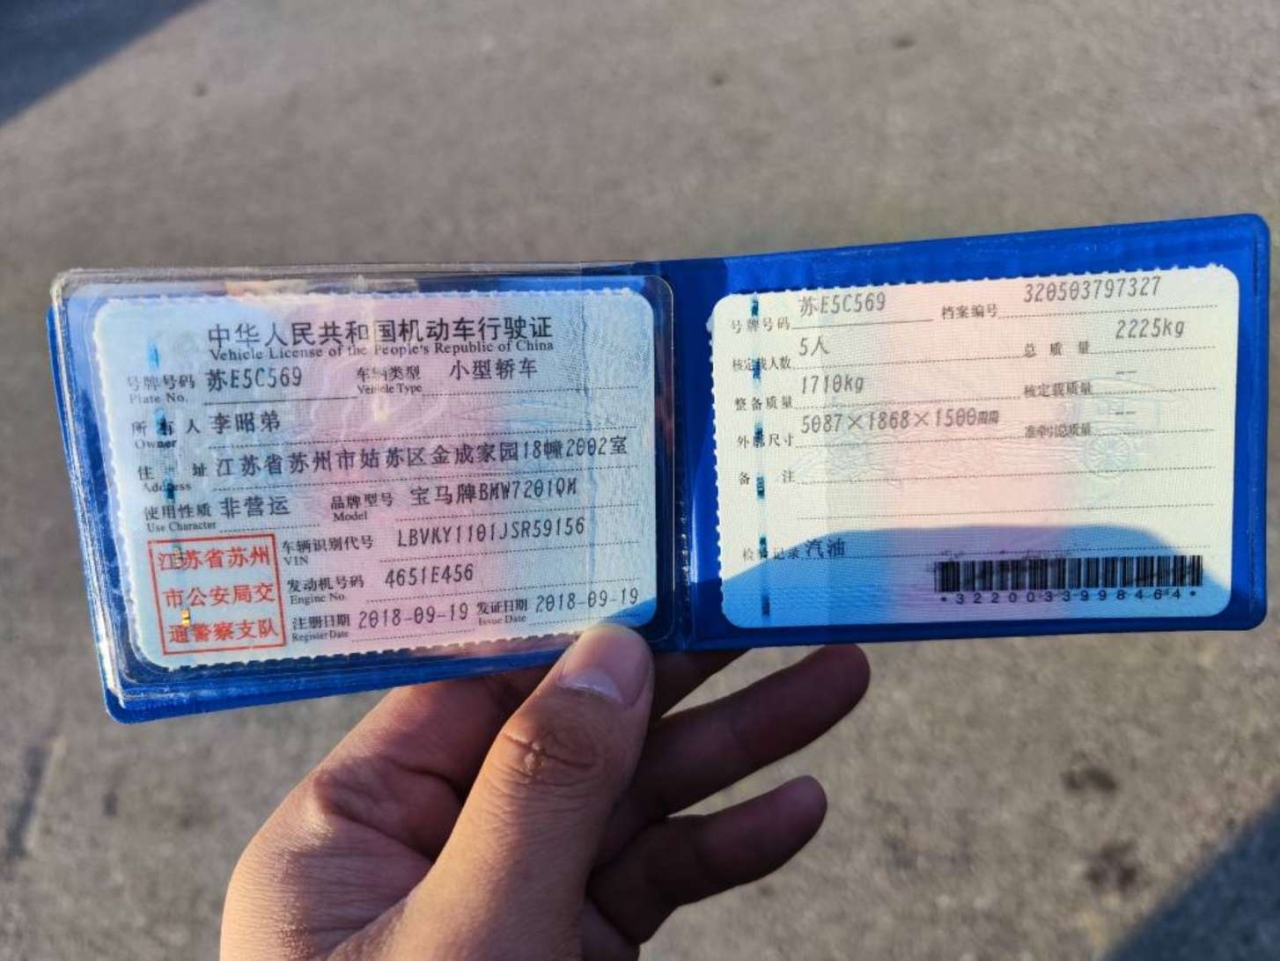 中华人民共和国机动车行驶证
Vehicle License of the People's Republic of China
号牌号码 苏E5C569 车辆类型 小型轿车
Plate No. Vehicle Type
所有人 李昭弟
Owner
住址 江苏省苏州市姑苏区金成家园18幢2002室
Address
使用性质 非营运 品牌型号 宝马牌BMW7201QM
Use Character Model
江苏省苏州
市公安局交
通警察支队
车辆识别代号 LBVKY1101JSR59156
VIN
发动机号码 4651E456
Engine No.
注册日期 2018-09-19 发证日期 2018-09-19
Register Date Issue Date
号牌号码 苏E5C569 档案编号 320503797327
核定载人数 5人 总质量 2225kg
整备质量 1710kg 核定载质量 --
外廓尺寸 5087×1868×1500 准牵引总质量 --
备注
检验记录 汽油
*3220033998464*